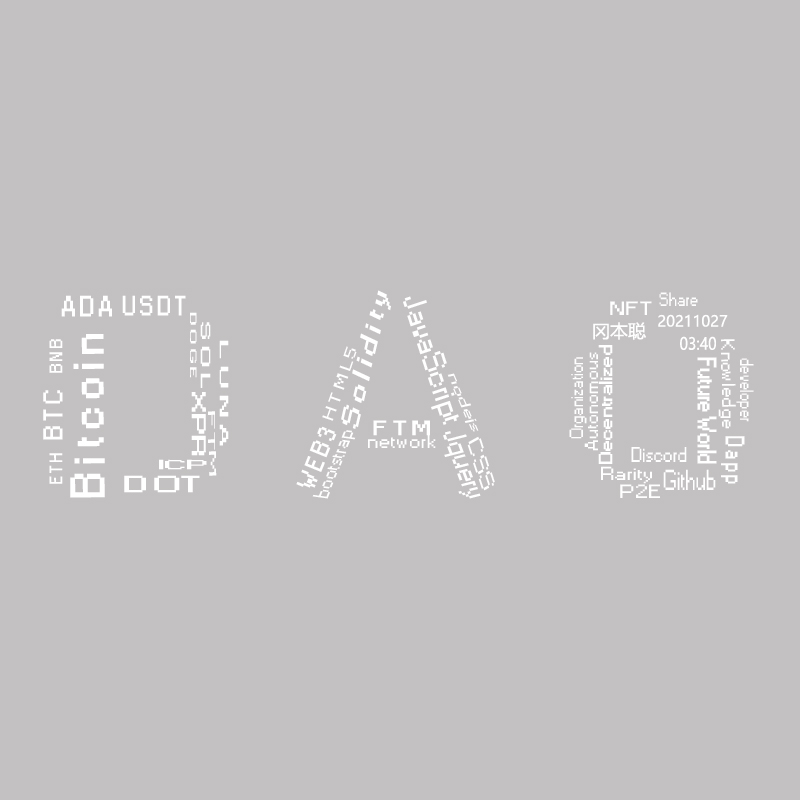 ADA USDT
DOGE
SOL
LUNA
XPR
FTM
ICP
DOT
BNB
BTC
ETH
Bitcoin
Solidity
HTML5
WEB3
bootstrap
FTM
network
JavaScript
nodejs
CSS
Jquery
NFT
Share
冈本聪
20211027
03:40
Organization
Autonomous
Decentralized
Future World
Knowledge
developer
Dapp
Discord
Rarity
Github
P2E